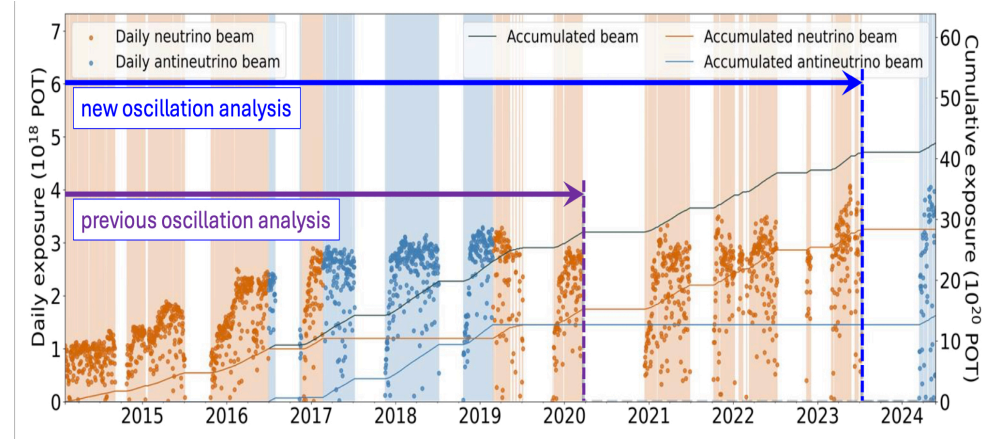 7
6
5
4
3
2
1
0
Daily exposure (10¹⁸ POT)
Daily neutrino beam
Daily antineutrino beam
Accumulated beam
Accumulated neutrino beam
Accumulated antineutrino beam
new oscillation analysis
previous oscillation analysis
60
50
40
30
20
10
0
Cumulative exposure (10²⁰ POT)
2015 2016 2017 2018 2019 2020 2021 2022 2023 2024